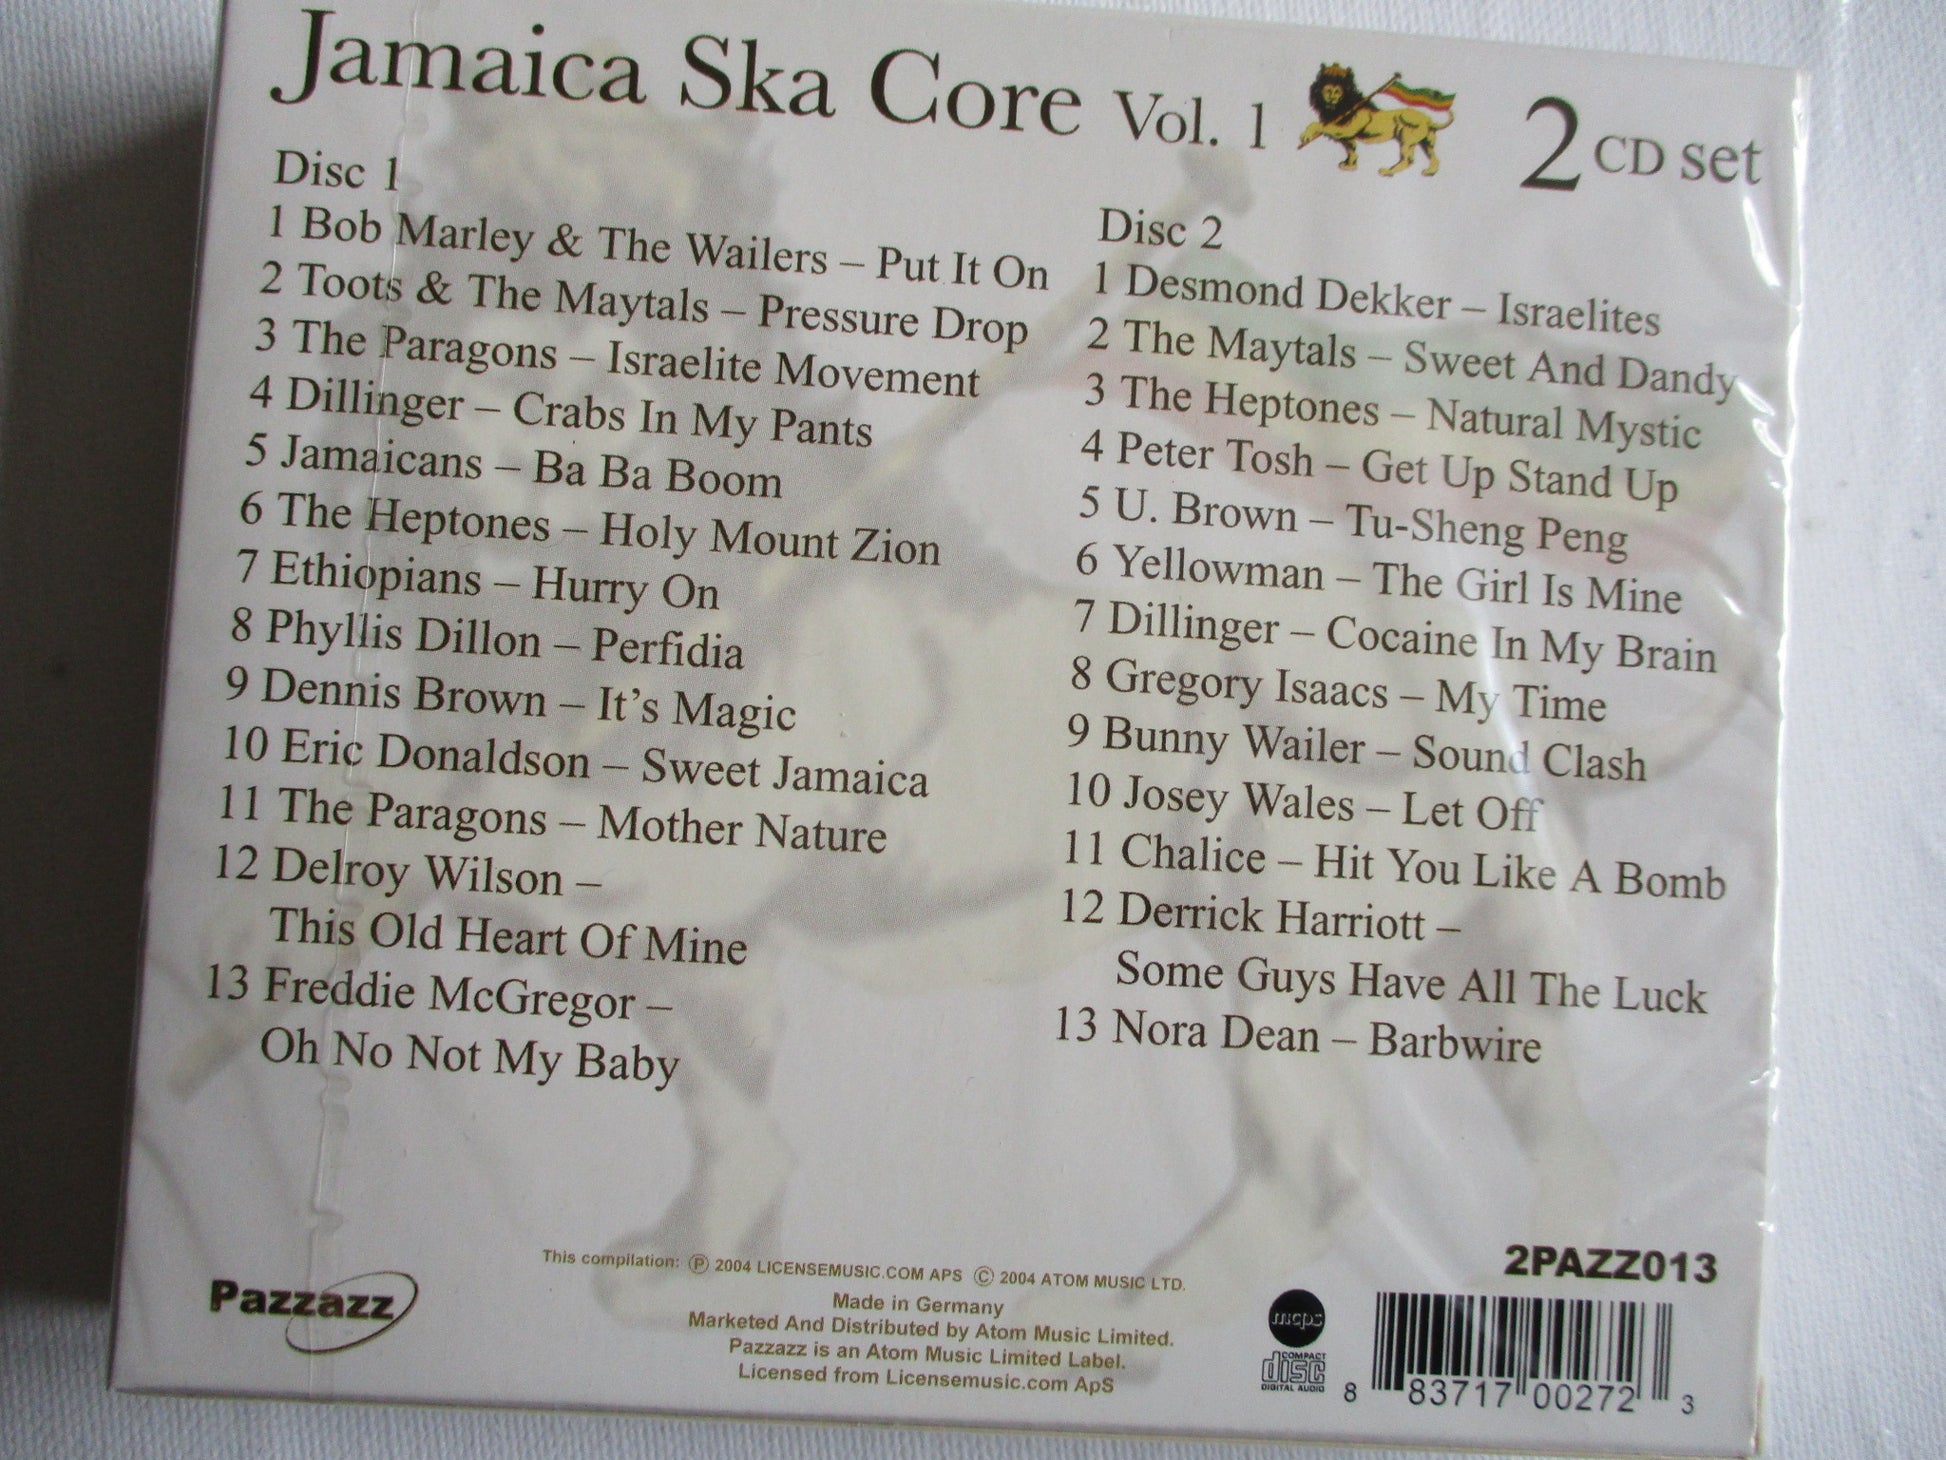 Jamaica Ska Core Vol. 1 2 CD set
Disc 1
1 Bob Marley & The Wailers – Put It On
2 Toots & The Maytals – Pressure Drop
3 The Paragons – Israelite Movement
4 Dillinger – Crabs In My Pants
5 Jamaicans – Ba Ba Boom
6 The Heptones – Holy Mount Zion
7 Ethiopians – Hurry On
8 Phyllis Dillon – Perfidia
9 Dennis Brown – It's Magic
10 Eric Donaldson – Sweet Jamaica
11 The Paragons – Mother Nature
12 Delroy Wilson –
This Old Heart Of Mine
13 Freddie McGregor –
Oh No Not My Baby
Disc 2
1 Desmond Dekker – Israelites
2 The Maytals – Sweet And Dandy
3 The Heptones – Natural Mystic
4 Peter Tosh – Get Up Stand Up
5 U. Brown – Tu-Sheng Peng
6 Yellowman – The Girl Is Mine
7 Dillinger – Cocaine In My Brain
8 Gregory Isaacs – My Time
9 Bunny Wailer – Sound Clash
10 Josey Wales – Let Off
11 Chalice – Hit You Like A Bomb
12 Derrick Harriott –
Some Guys Have All The Luck
13 Nora Dean – Barbwire
Pazzazz
This compilation: Ⓟ 2004 LICENSEMUSIC.COM APS © 2004 ATOM MUSIC LTD.
Made in Germany
Marketed And Distributed by Atom Music Limited.
Pazzazz is an Atom Music Limited Label.
Licensed from Licensemusic.com ApS
2PAZZ013
mcps
COMPACT
disc
DIGITAL AUDIO
8 83717 00272 3